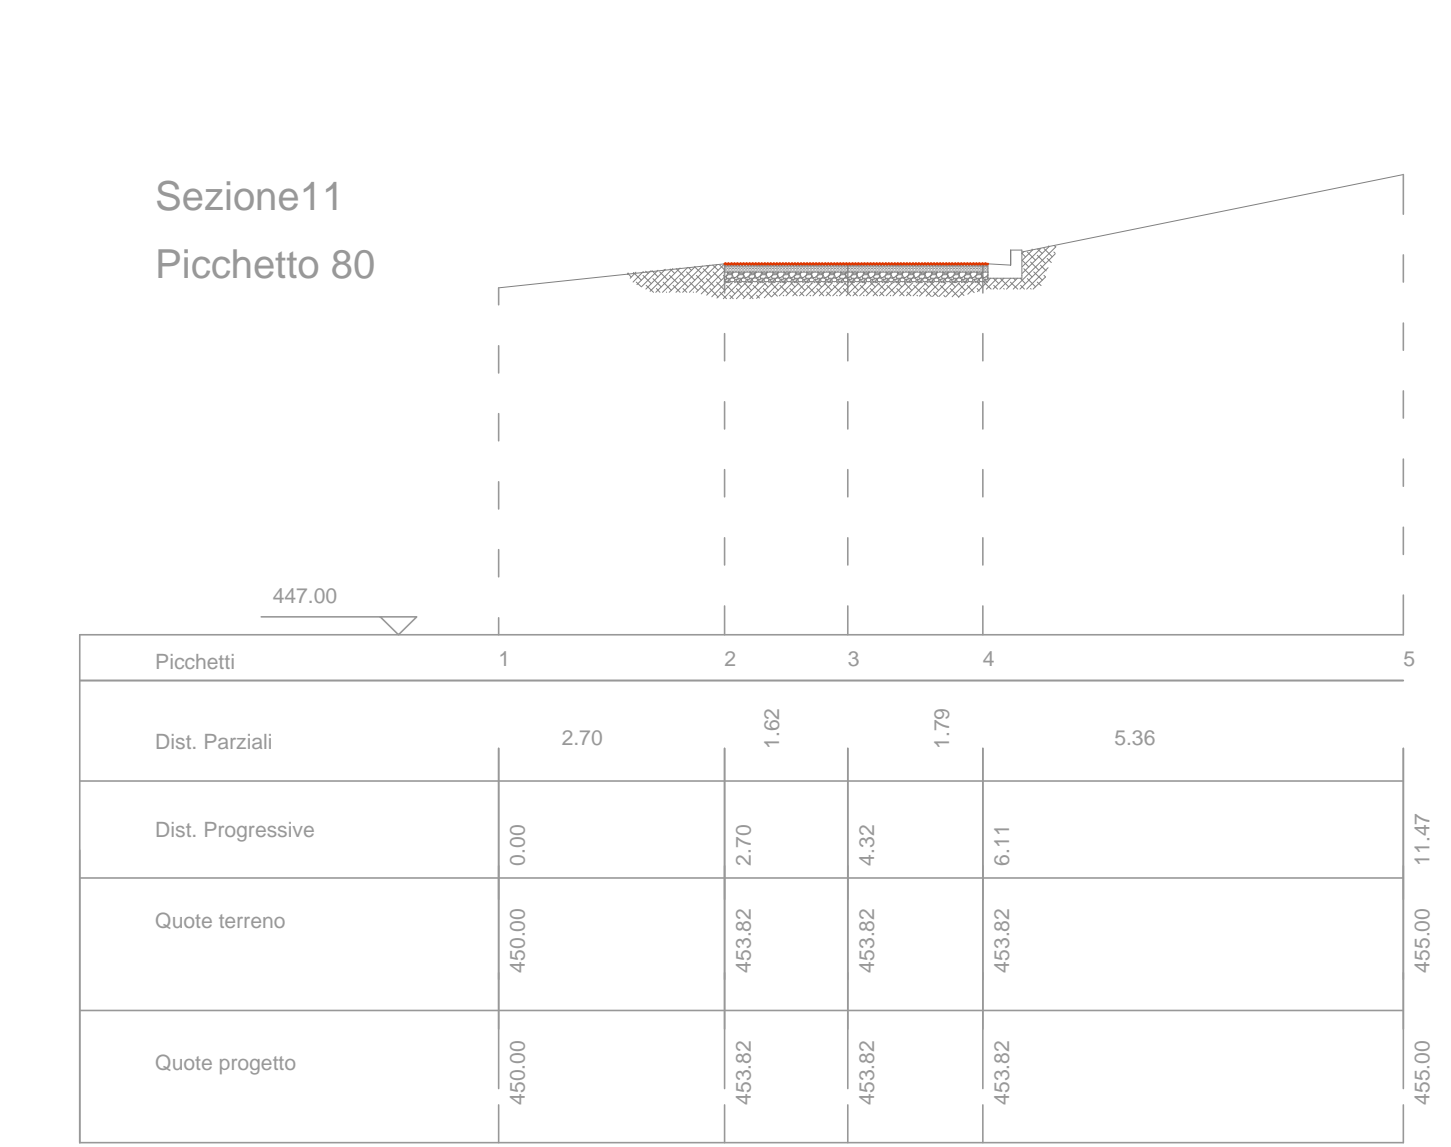 Sezione11
Picchetto 80
447.00
Picchetti 1 2 3 4 5
Dist. Parziali 2.70 1.62 1.79 5.36
Dist. Progressive 0.00 2.70 4.32 6.11 11.47
Quote terreno 450.00 453.82 453.82 453.82 455.00
Quote progetto 450.00 453.82 453.82 453.82 455.00